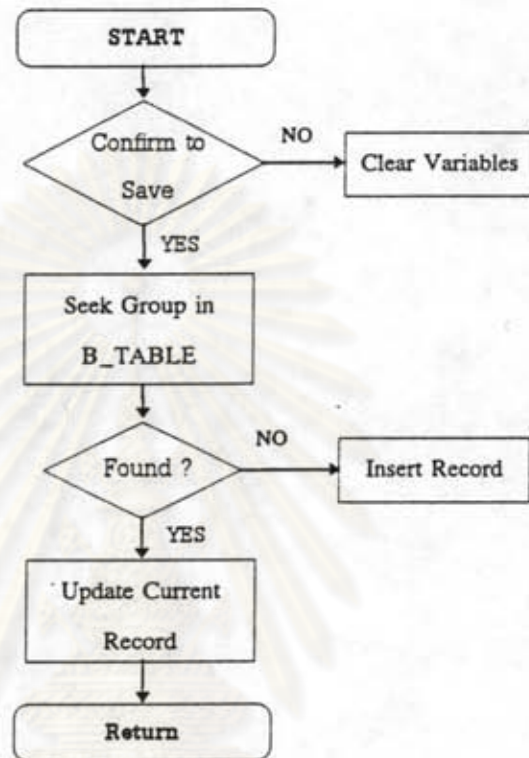 START
Confirm to
Save
NO
Clear Variables
YES
Seek Group in
B_TABLE
Found ?
NO
Insert Record
YES
Update Current
Record
Return